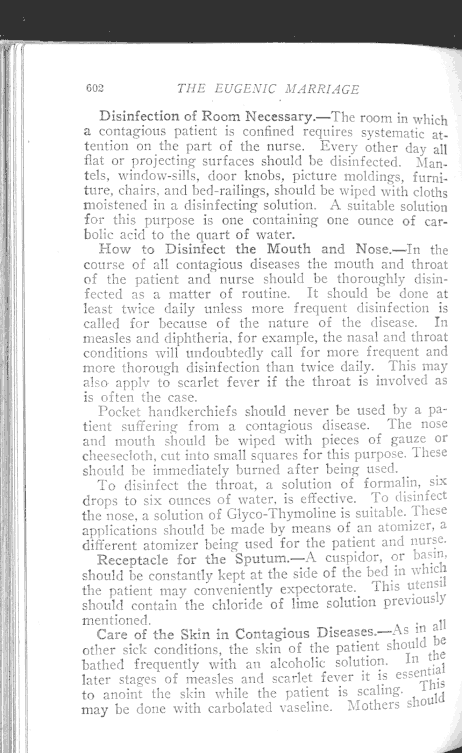 602 THE EUGENIC MARRIAGE
Disinfection of Room Necessary.—The room in which
a contagious patient is confined requires systematic at-
tention on the part of the nurse. Every other day all
flat or projecting surfaces should be disinfected. Man-
tels, window-sills, door knobs, picture moldings, furni-
ture, chairs, and bed-railings, should be wiped with cloths
moistened in a disinfecting solution. A suitable solution
for this purpose is one containing one ounce of car-
bolic acid to the quart of water.
How to Disinfect the Mouth and Nose.—In the
course of all contagious diseases the mouth and throat
of the patient and nurse should be thoroughly disin-
fected as a matter of routine. It should be done at
least twice daily unless more frequent disinfection is
called for because of the nature of the disease. In
measles and diphtheria, for example, the nasal and throat
conditions will undoubtedly call for more frequent and
more thorough disinfection than twice daily. This may
also apply to scarlet fever if the throat is involved as
is often the case.
Pocket handkerchiefs should never be used by a pa-
tient suffering from a contagious disease. The nose
and mouth should be wiped with pieces of gauze or
cheesecloth, cut into small squares for this purpose. These
should be immediately burned after being used.
To disinfect the throat, a solution of formalin, six
drops to six ounces of water, is effective. To disinfect
the nose, a solution of Glyco-Thymoline is suitable. These
applications should be made by means of an atomizer, a
different atomizer being used for the patient and nurse.
Receptacle for the Sputum.—A cuspidor, or basin,
should be constantly kept at the side of the bed in which
the patient may conveniently expectorate. This utensil
should contain the chloride of lime solution previously
mentioned.
Care of the Skin in Contagious Diseases.—As in all
other sick conditions, the skin of the patient should be
bathed frequently with an alcoholic solution. In the
later stages of measles and scarlet fever it is essential
to anoint the skin while the patient is scaling. This
may be done with carbolated vaseline. Mothers should